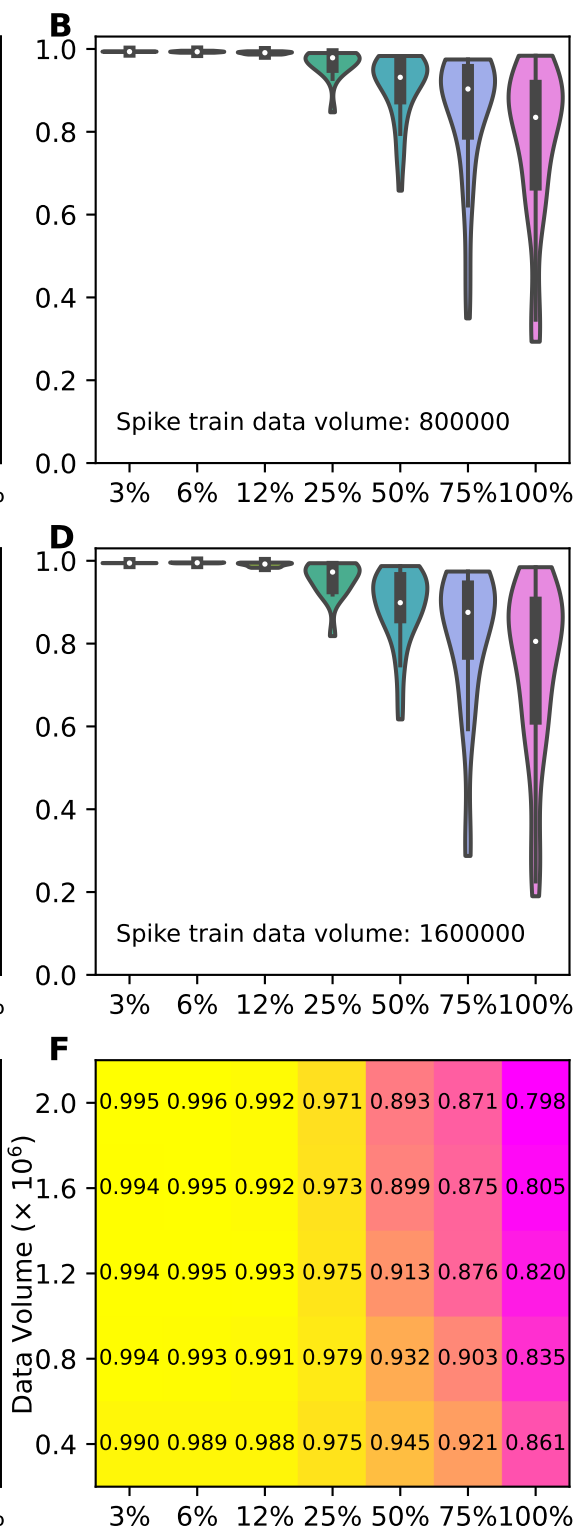 B
1.0
0.8
0.6
0.4
0.2
0.0
Spike train data volume: 800000
3% 6% 12% 25% 50% 75% 100%
D
1.0
0.8
0.6
0.4
0.2
0.0
Spike train data volume: 1600000
3% 6% 12% 25% 50% 75% 100%
F
Data Volume (× 10⁶)
2.0 0.995 0.996 0.992 0.971 0.893 0.871 0.798
1.6 0.994 0.995 0.992 0.973 0.899 0.875 0.805
1.2 0.994 0.995 0.993 0.975 0.913 0.876 0.820
0.8 0.994 0.993 0.991 0.979 0.932 0.903 0.835
0.4 0.990 0.989 0.988 0.975 0.945 0.921 0.861
3% 6% 12% 25% 50% 75% 100%